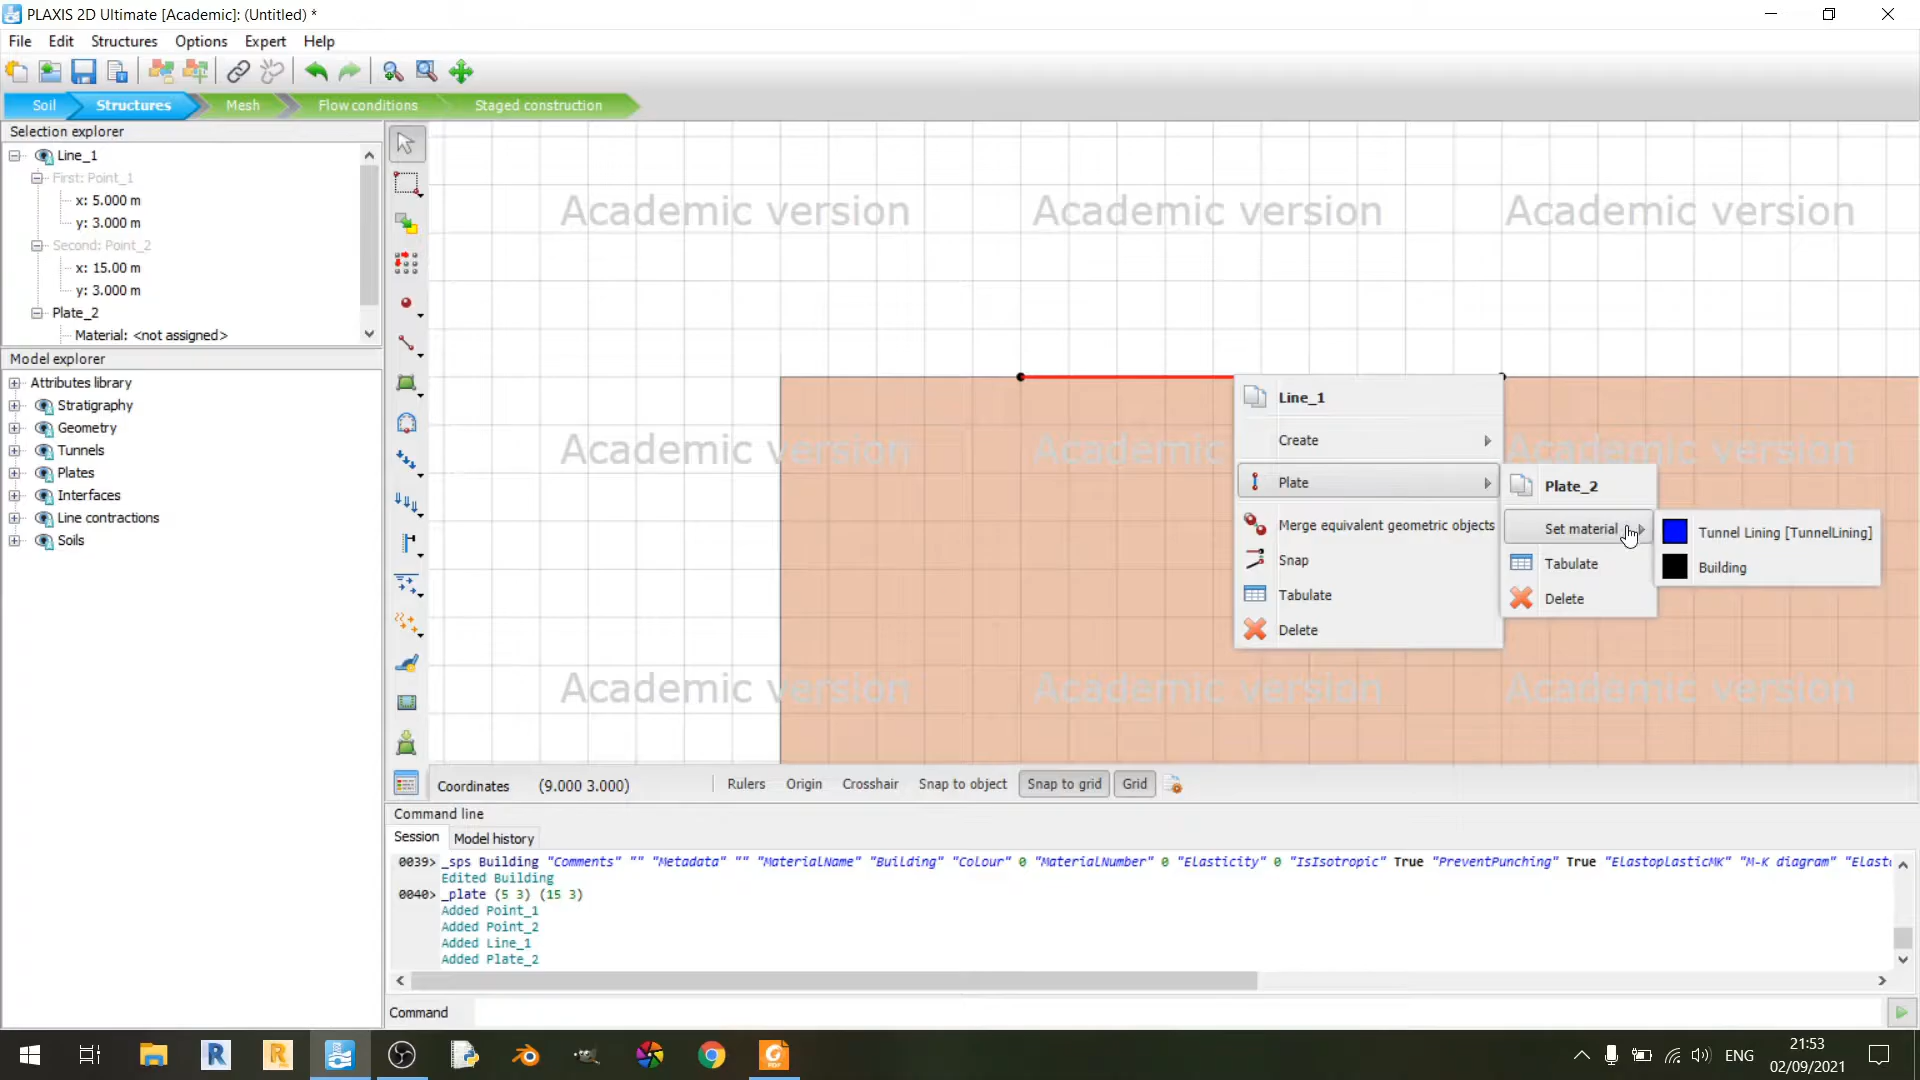 PLAXIS 2D Ultimate [Academic]: (Untitled) *
File Edit Structures Options Expert Help
Soil Structures Mesh Flow conditions Staged construction
Selection explorer
Line_1
First: Point_1
x: 5.000 m
y: 3.000 m
Second: Point_2
x: 15.00 m
y: 3.000 m
Plate_2
Material: <not assigned>
Model explorer
Attributes library
Stratigraphy
Geometry
Tunnels
Plates
Interfaces
Line contractions
Soils
Academic version Academic version Academic version
Academic version Academic version Academic version
Academic version Academic version Academic version
Line_1
Create
Plate
Merge equivalent geometric objects
Snap
Tabulate
Delete
Plate_2
Set material
Tabulate
Delete
Tunnel Lining [TunnelLining]
Building
Coordinates (9.000 3.000) Rulers Origin Crosshair Snap to object Snap to grid Grid
Command line
Session Model history
0039> _sps Building "Comments" "" "Metadata" "" "MaterialName" "Building" "Colour" 0 "MaterialNumber" 0 "Elasticity" 0 "IsIsotropic" True "PreventPunching" True "ElastoplasticMK" "M-K diagram"
Edited Building
0040> _plate (5 3) (15 3)
Added Point_1
Added Point_2
Added Line_1
Added Plate_2
Command
ENG
21:53
02/09/2021